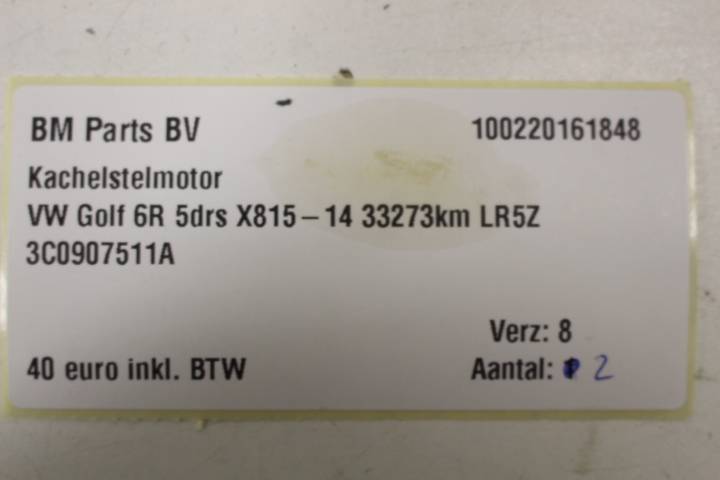 BM Parts BV 100220161848
Kachelstelmotor
VW Golf 6R 5drs X815-14 33273km LR5Z
3C0907511A
Verz: 8
40 euro inkl. BTW Aantal: 2